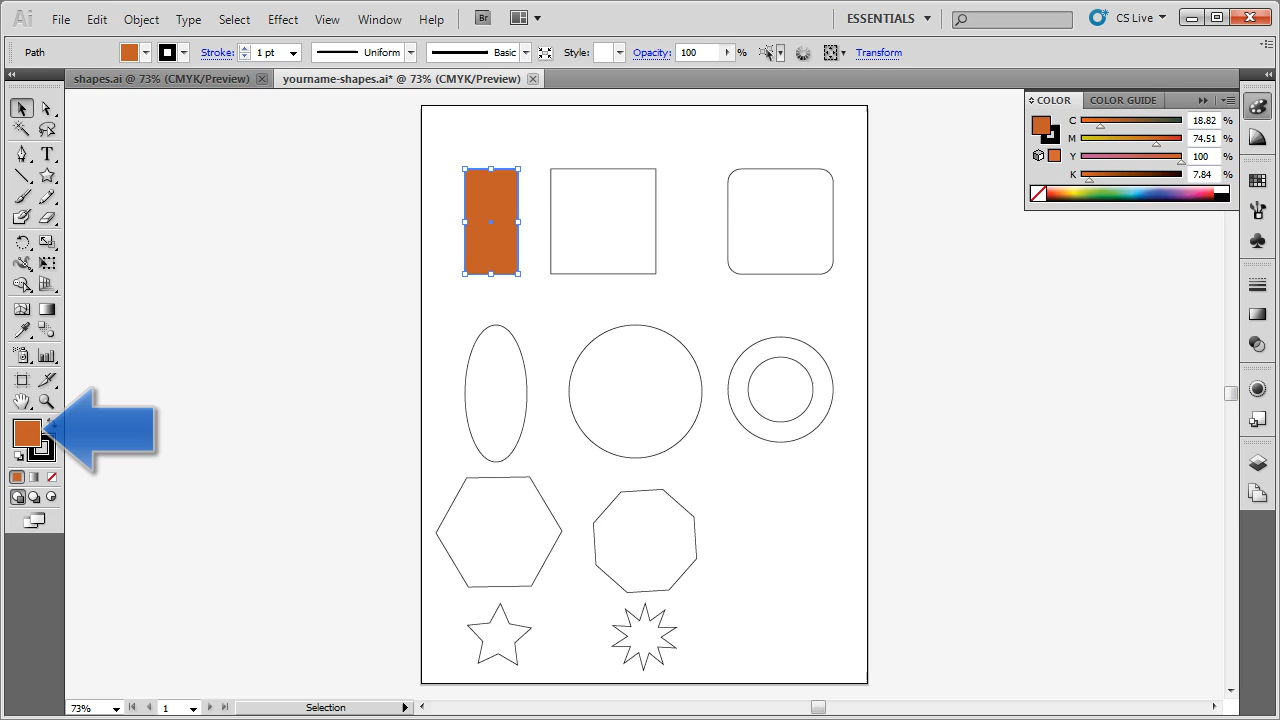 Ai File Edit Object Type Select Effect View Window Help Br ESSENTIALS CS Live
Path Stroke: 1 pt Uniform Basic Style: Opacity: 100 % Transform
shapes.ai @ 73% (CMYK/Preview) yourname-shapes.ai* @ 73% (CMYK/Preview)
COLOR COLOR GUIDE
C 18.82 %
M 74.51 %
Y 100 %
K 7.84 %
T
73% 1 Selection